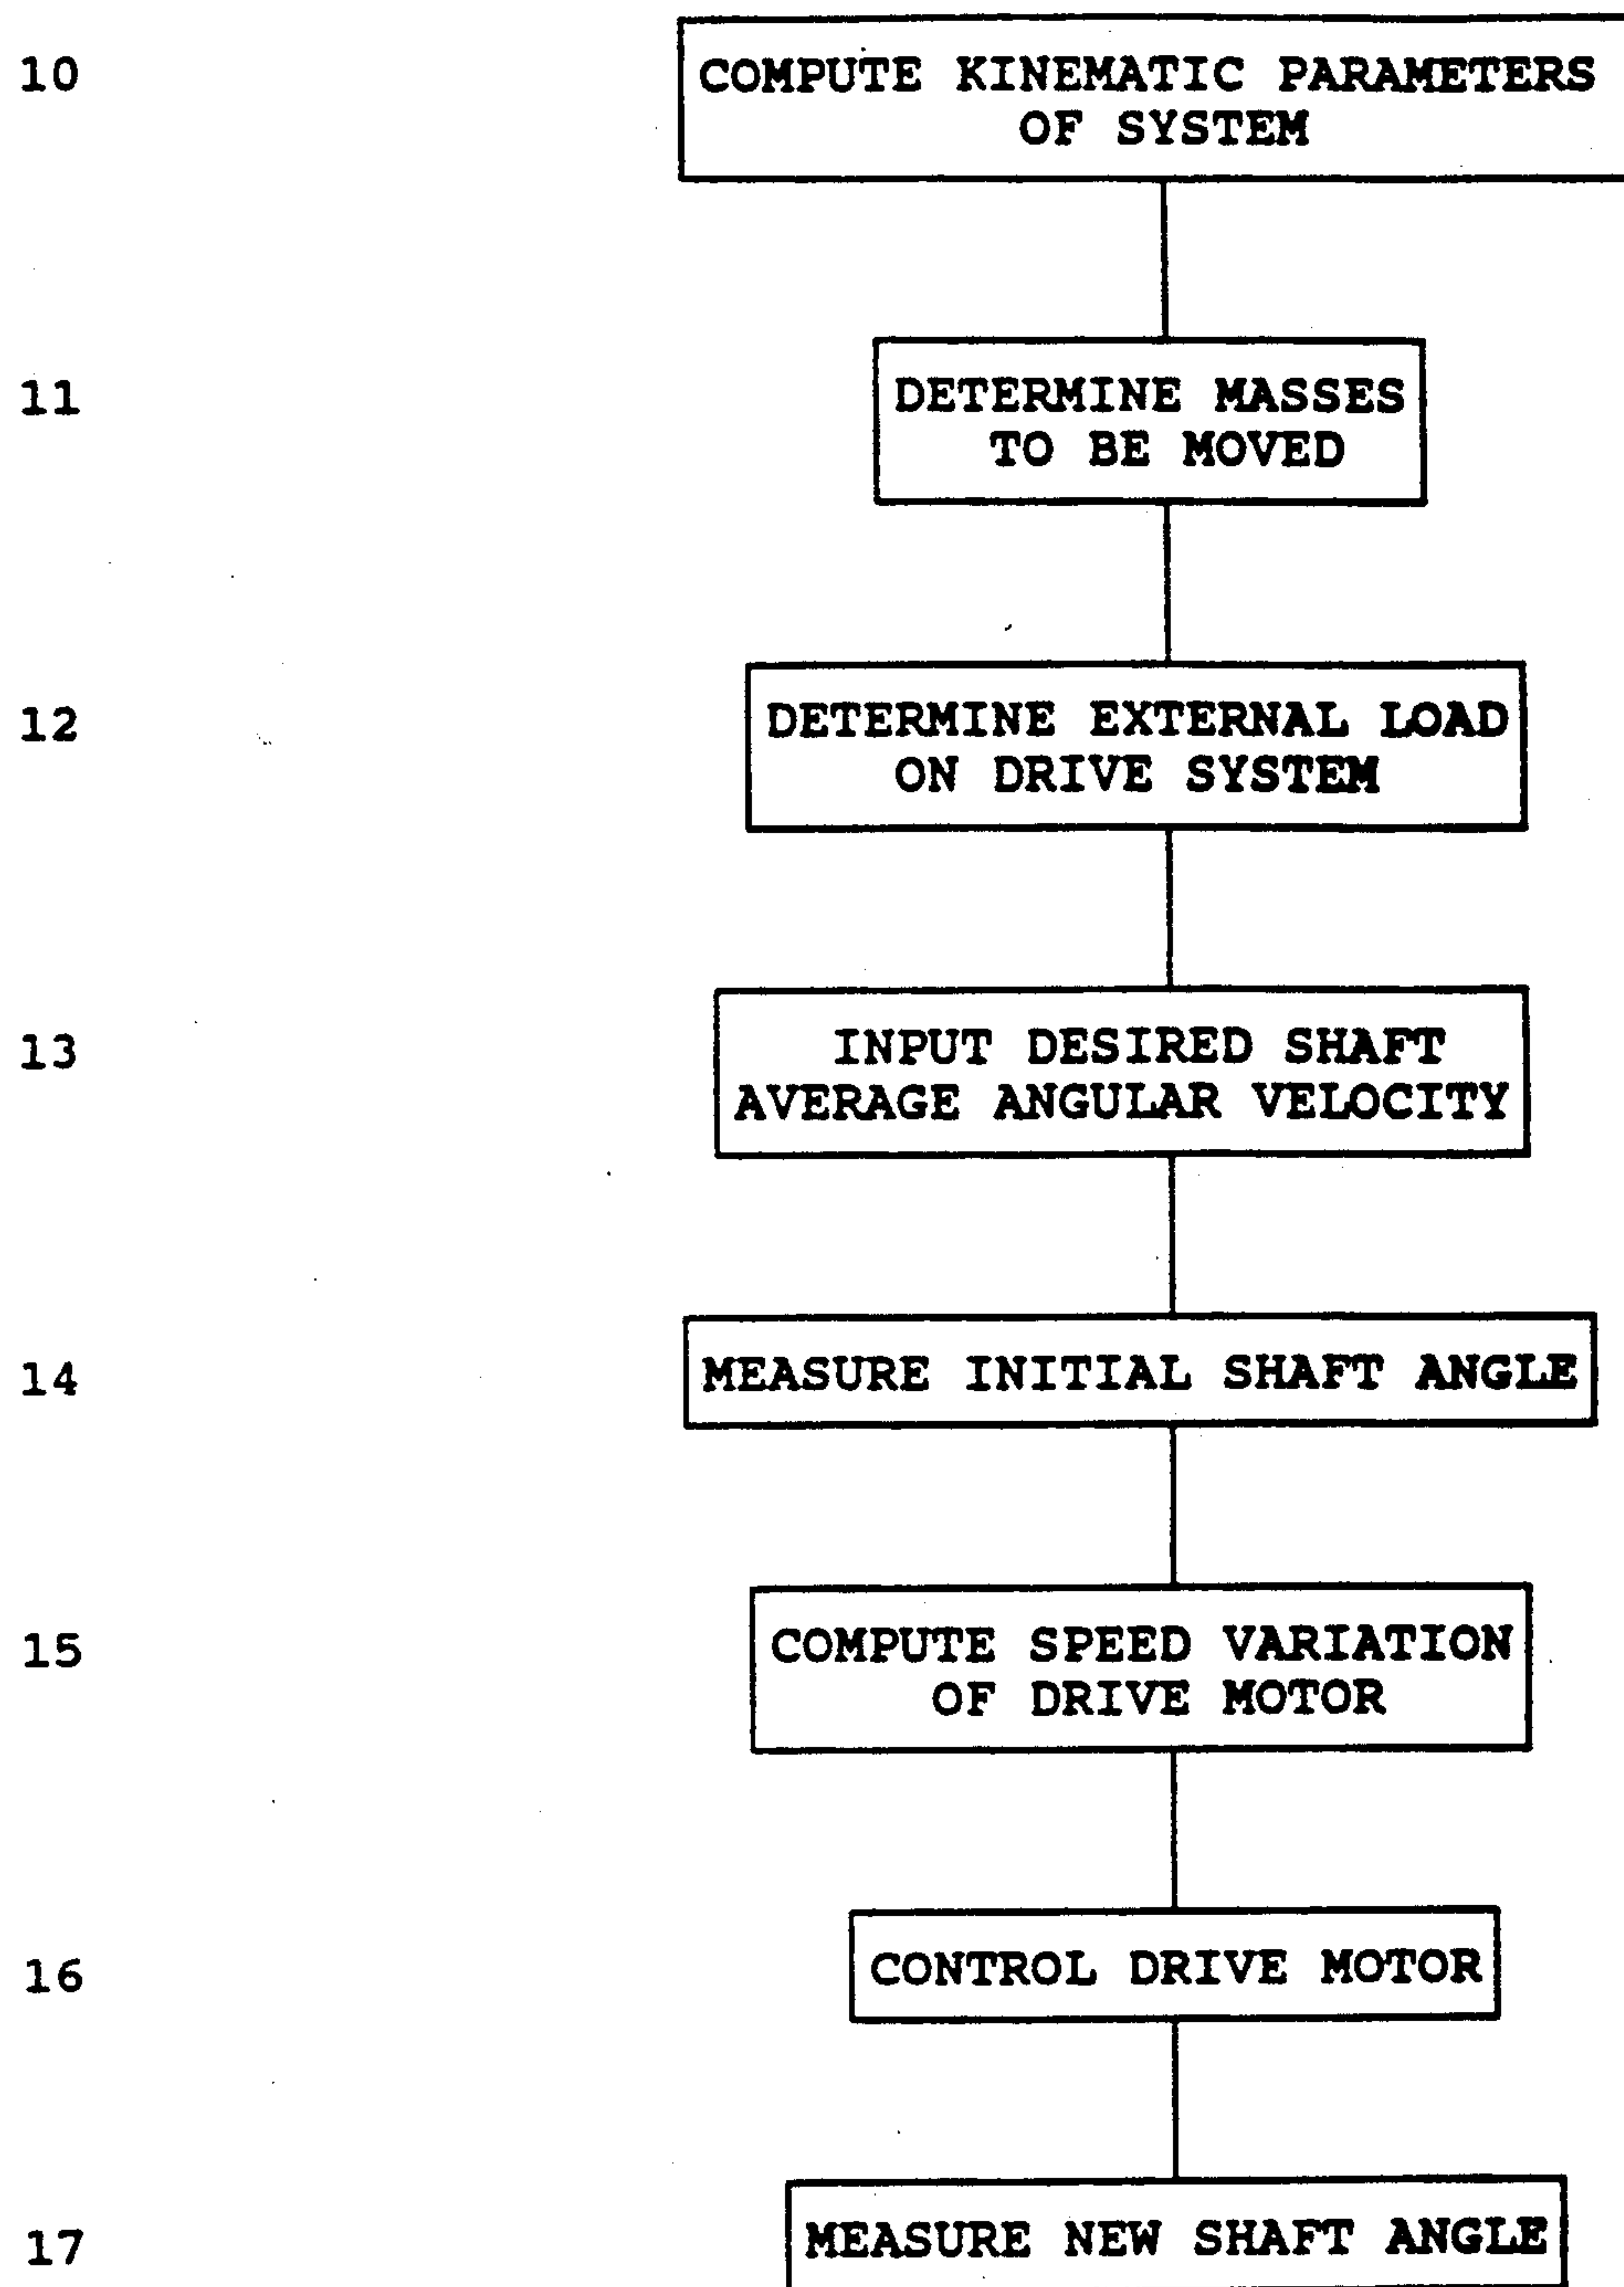 10
COMPUTE KINEMATIC PARAMETERS
OF SYSTEM
11
DETERMINE MASSES
TO BE MOVED
12
DETERMINE EXTERNAL LOAD
ON DRIVE SYSTEM
13
INPUT DESIRED SHAFT
AVERAGE ANGULAR VELOCITY
14
MEASURE INITIAL SHAFT ANGLE
15
COMPUTE SPEED VARIATION
OF DRIVE MOTOR
16
CONTROL DRIVE MOTOR
17
MEASURE NEW SHAFT ANGLE